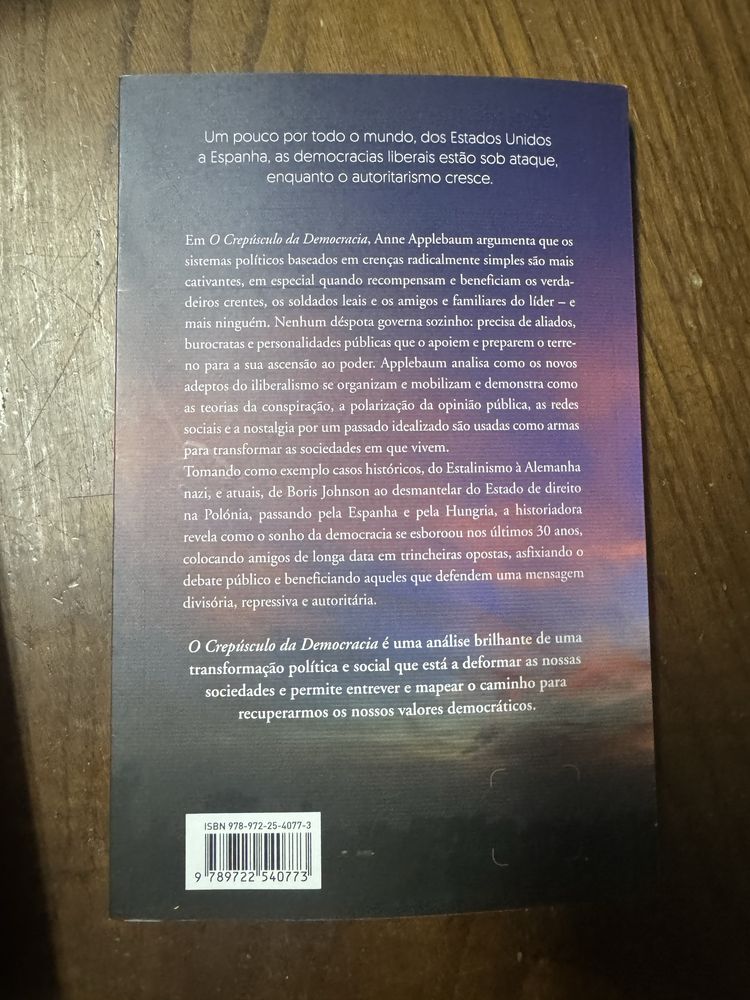 Um pouco por todo o mundo, dos Estados Unidos
a Espanha, as democracias liberais estão sob ataque,
enquanto o autoritarismo cresce.
Em O Crepúsculo da Democracia, Anne Applebaum argumenta que os
sistemas políticos baseados em crenças radicalmente simples são mais
cativantes, em especial quando recompensam e beneficiam os verda-
deiros crentes, os soldados leais e os amigos e familiares do líder – e
mais ninguém. Nenhum déspota governa sozinho: precisa de aliados,
burocratas e personalidades públicas que o apoiem e preparem o terre-
no para a sua ascensão ao poder. Applebaum analisa como os novos
adeptos do iliberalismo se organizam e mobilizam e demonstra como
as teorias da conspiração, a polarização da opinião pública, as redes
sociais e a nostalgia por um passado idealizado são usadas como armas
para transformar as sociedades em que vivem.
Tomando como exemplo casos históricos, do Estalinismo à Alemanha
nazi, e atuais, de Boris Johnson ao desmantelar do Estado de direito
na Polónia, passando pela Espanha e pela Hungria, a historiadora
revela como o sonho da democracia se esboroou nos últimos 30 anos,
colocando amigos de longa data em trincheiras opostas, asfixiando o
debate público e beneficiando aqueles que defendem uma mensagem
divisória, repressiva e autoritária.
O Crepúsculo da Democracia é uma análise brilhante de uma
transformação política e social que está a deformar as nossas
sociedades e permite entrever e mapear o caminho para
recuperarmos os nossos valores democráticos.
ISBN 978-972-25-4077-3
9 789722 540773